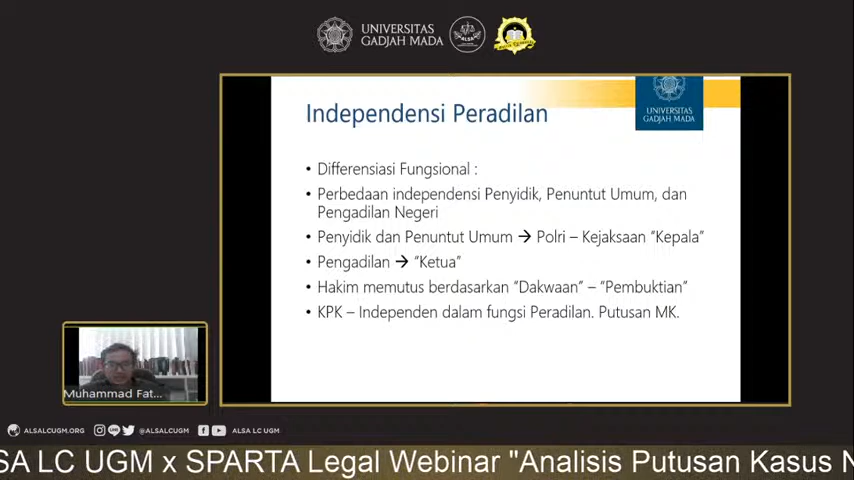 UNIVERSITAS
GADJAH MADA
ALSA
Independensi Peradilan
UNIVERSITAS
GADJAH MADA
• Differensiasi Fungsional :
• Perbedaan independensi Penyidik, Penuntut Umum, dan
Pengadilan Negeri
• Penyidik dan Penuntut Umum → Polri – Kejaksaan “Kepala”
• Pengadilan → “Ketua”
• Hakim memutus berdasarkan “Dakwaan” – “Pembuktian”
• KPK – Independen dalam fungsi Peradilan. Putusan MK.
Muhammad Fat...
ALSALCUGM.ORG @ALSALCUGM ALSA LC UGM
SA LC UGM x SPARTA Legal Webinar "Analisis Putusan Kasus N